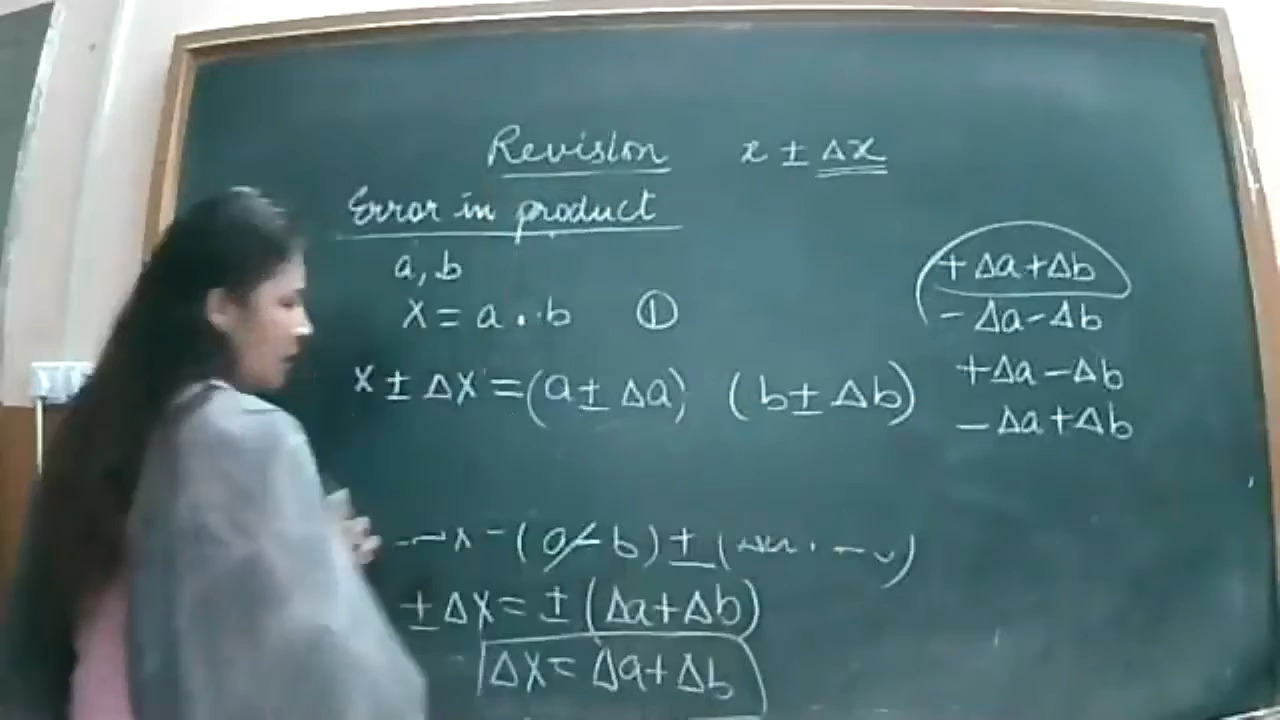 Revision x ± Δx
Error in product
a, b
X = a . b ①
X ± ΔX = (a ± Δa) (b ± Δb)
+ Δa + Δb
- Δa - Δb
+ Δa - Δb
- Δa + Δb
b) ± (
± ΔX = ± (Δa + Δb)
ΔX = Δa + Δb